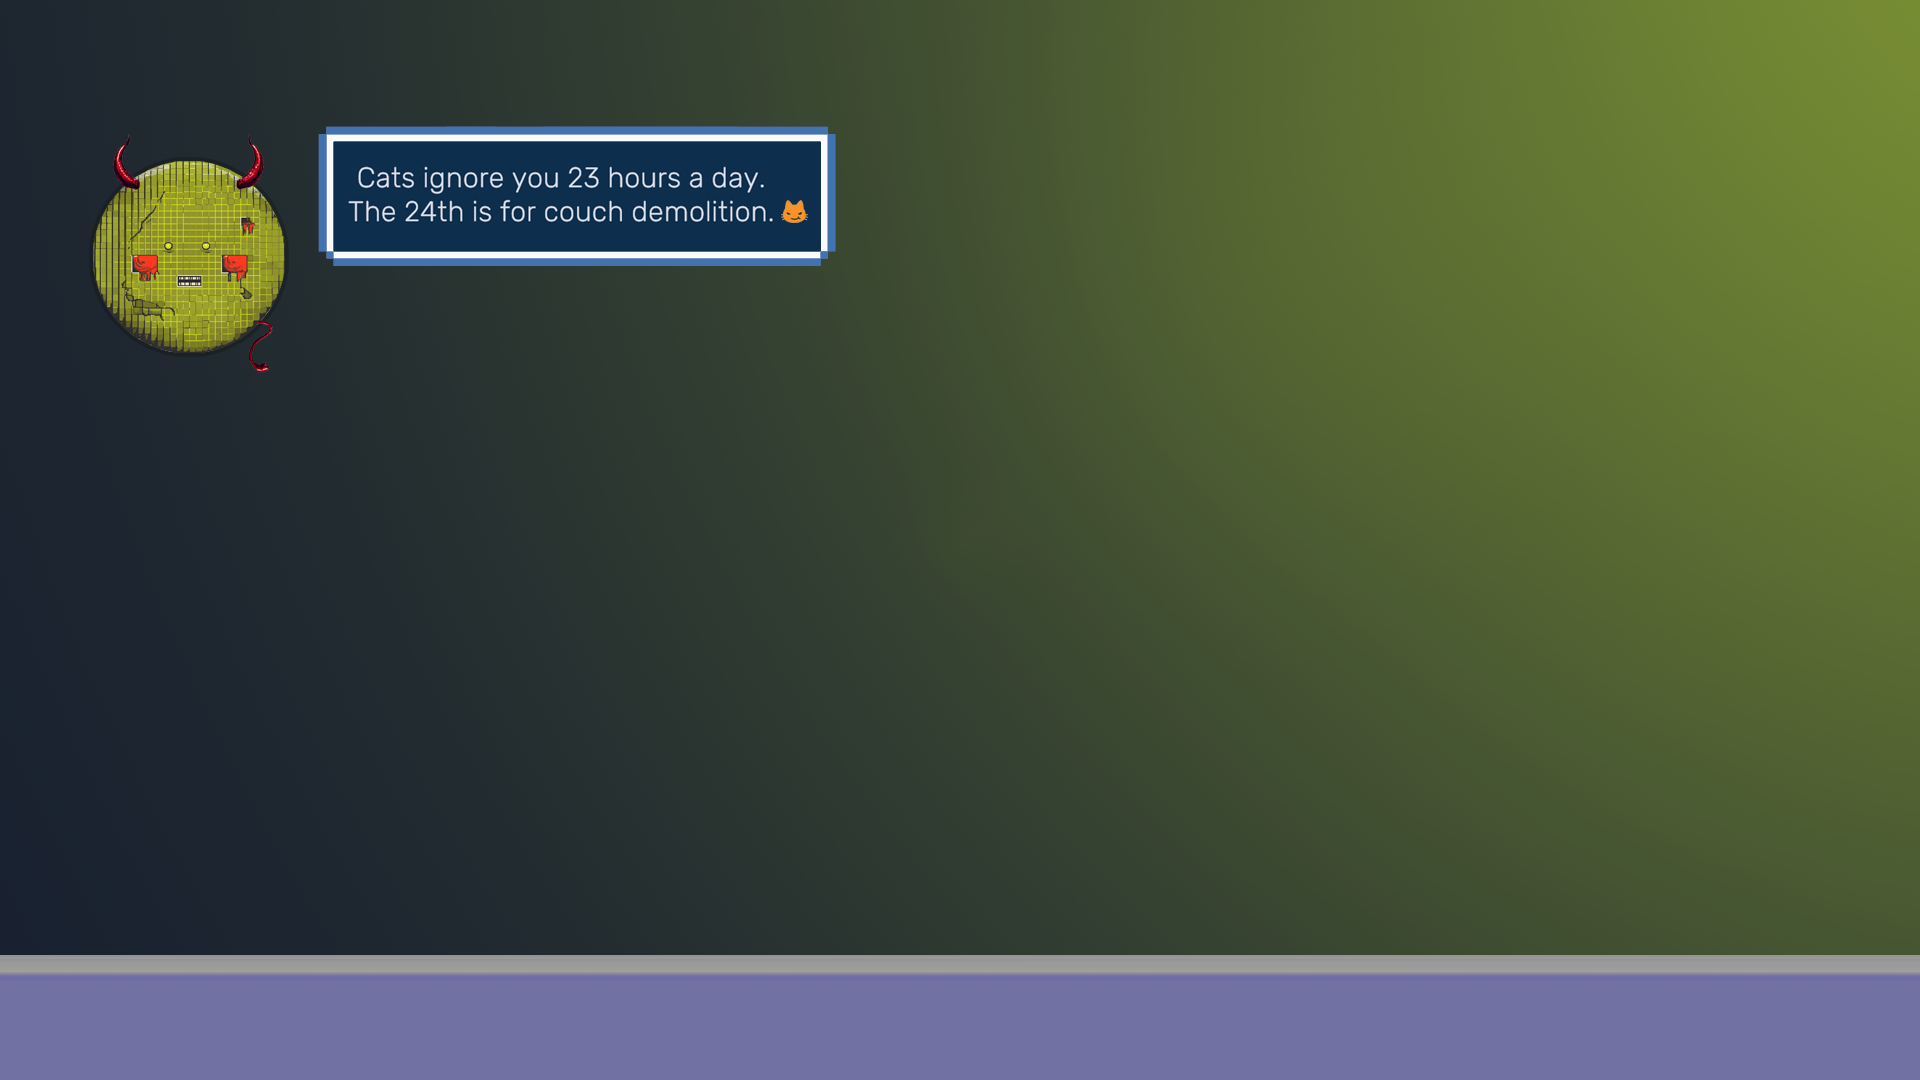 Cats ignore you 23 hours a day.
The 24th is for couch demolition. 😼